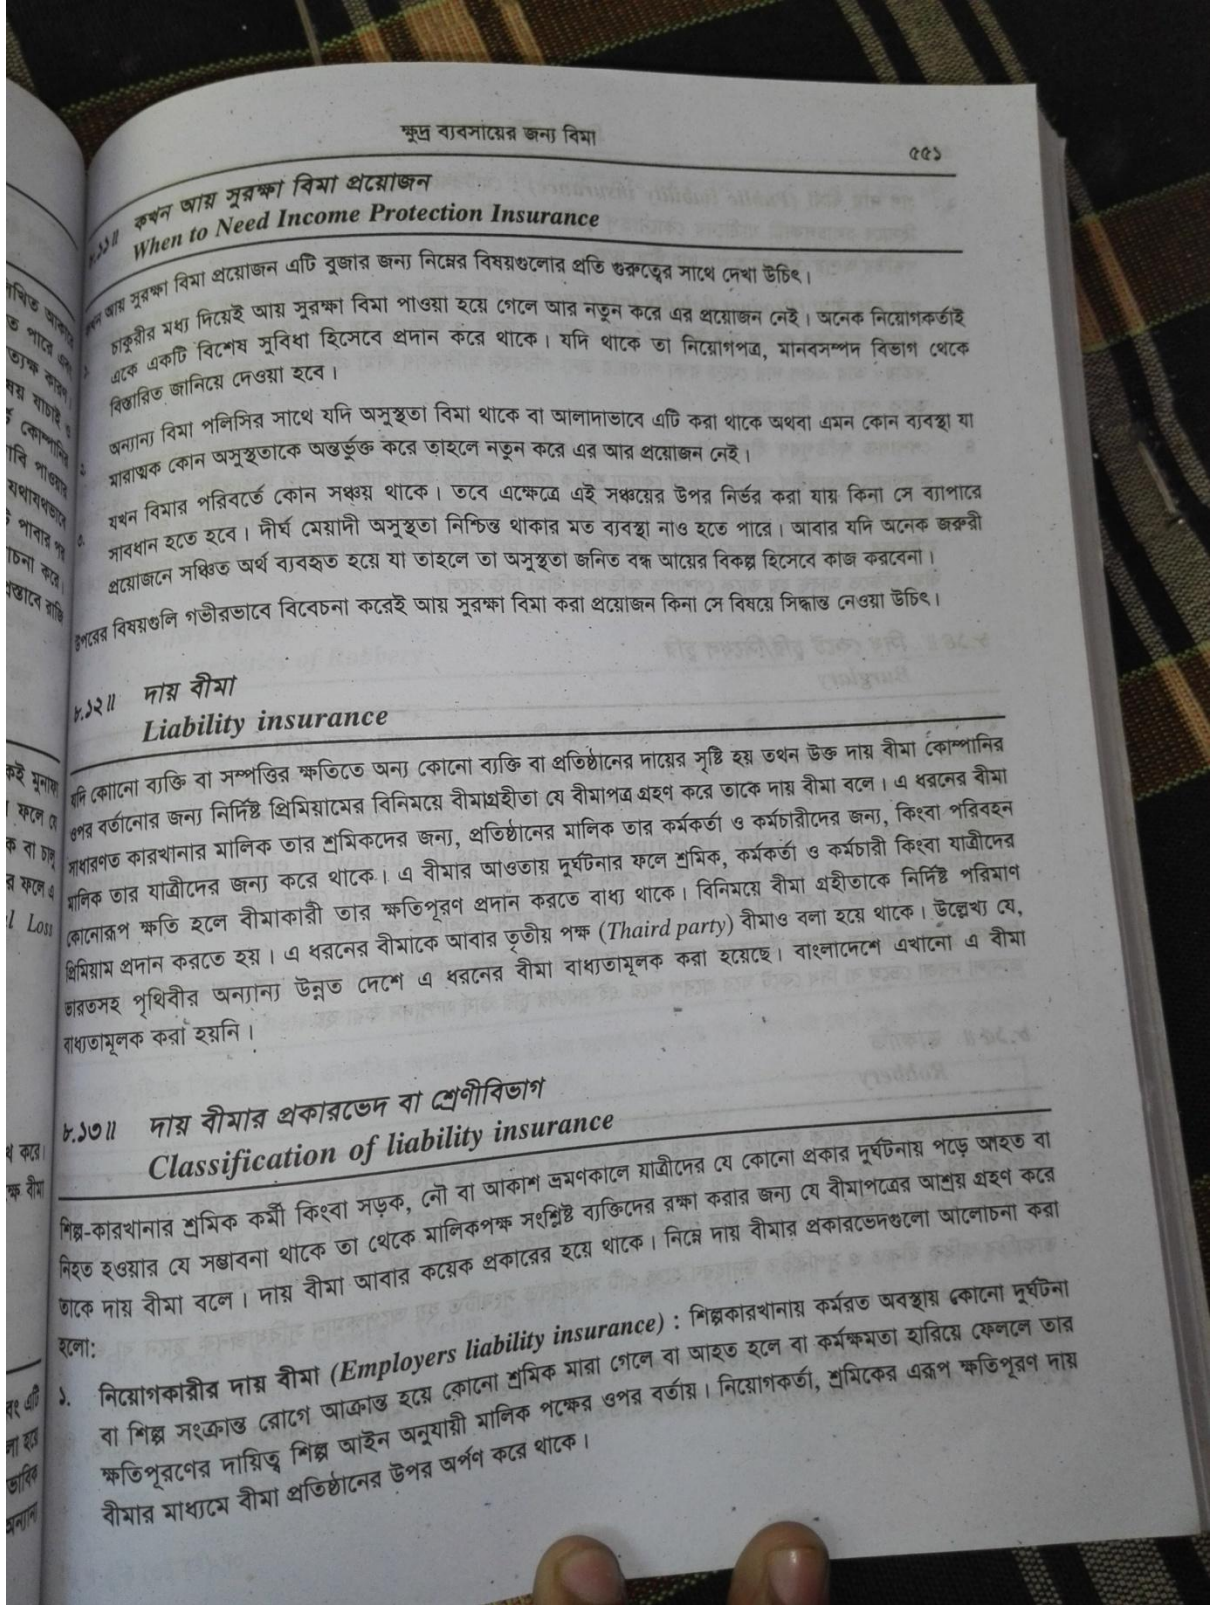 ক্ষুদ্র ব্যবসায়ের জন্য বিমা
৫৫১
৮.১১॥ কখন আয় সুরক্ষা বিমা প্রয়োজন
When to Need Income Protection Insurance
কখন আয় সুরক্ষা বিমা প্রয়োজন এটি বুজার জন্য নিম্নের বিষয়গুলোর প্রতি গুরুত্বের সাথে দেখা উচিৎ।
চাকুরীর মধ্য দিয়েই আয় সুরক্ষা বিমা পাওয়া হয়ে গেলে আর নতুন করে এর প্রয়োজন নেই। অনেক নিয়োগকর্তাই
একে একটি বিশেষ সুবিধা হিসেবে প্রদান করে থাকে। যদি থাকে তা নিয়োগপত্র, মানবসম্পদ বিভাগ থেকে
বিস্তারিত জানিয়ে দেওয়া হবে।
অন্যান্য বিমা পলিসির সাথে যদি অসুস্থতা বিমা থাকে বা আলাদাভাবে এটি করা থাকে অথবা এমন কোন ব্যবস্থা যা
মারাত্মক কোন অসুস্থতাকে অন্তর্ভুক্ত করে তাহলে নতুন করে এর আর প্রয়োজন নেই।
যখন বিমার পরিবর্তে কোন সঞ্চয় থাকে। তবে এক্ষেত্রে এই সঞ্চয়ের উপর নির্ভর করা যায় কিনা সে ব্যাপারে
সাবধান হতে হবে। দীর্ঘ মেয়াদী অসুস্থতা নিশ্চিন্ত থাকার মত ব্যবস্থা নাও হতে পারে। আবার যদি অনেক জরুরী
প্রয়োজনে সঞ্চিত অর্থ ব্যবহৃত হয়ে যা তাহলে তা অসুস্থতা জনিত বন্ধ আয়ের বিকল্প হিসেবে কাজ করবেনা।
উপরের বিষয়গুলি গভীরভাবে বিবেচনা করেই আয় সুরক্ষা বিমা করা প্রয়োজন কিনা সে বিষয়ে সিদ্ধান্ত নেওয়া উচিৎ।
৮.১২॥ দায় বীমা
Liability insurance
যদি কোনো ব্যক্তি বা সম্পত্তির ক্ষতিতে অন্য কোনো ব্যক্তি বা প্রতিষ্ঠানের দায়ের সৃষ্টি হয় তখন উক্ত দায় বীমা কোম্পানির
ওপর বর্তানোর জন্য নির্দিষ্ট প্রিমিয়ামের বিনিময়ে বীমাগ্রহীতা যে বীমাপত্র গ্রহণ করে তাকে দায় বীমা বলে। এ ধরনের বীমা
সাধারণত কারখানার মালিক তার শ্রমিকদের জন্য, প্রতিষ্ঠানের মালিক তার কর্মকর্তা ও কর্মচারীদের জন্য, কিংবা পরিবহন
মালিক তার যাত্রীদের জন্য করে থাকে। এ বীমার আওতায় দুর্ঘটনার ফলে শ্রমিক, কর্মকর্তা ও কর্মচারী কিংবা যাত্রীদের
কোনোরূপ ক্ষতি হলে বীমাকারী তার ক্ষতিপূরণ প্রদান করতে বাধ্য থাকে। বিনিময়ে বীমা গ্রহীতাকে নির্দিষ্ট পরিমাণ
প্রিমিয়াম প্রদান করতে হয়। এ ধরনের বীমাকে আবার তৃতীয় পক্ষ (Thaird party) বীমাও বলা হয়ে থাকে। উল্লেখ্য যে,
ভারতসহ পৃথিবীর অন্যান্য উন্নত দেশে এ ধরনের বীমা বাধ্যতামূলক করা হয়েছে। বাংলাদেশে এখানো এ বীমা
বাধ্যতামূলক করা হয়নি।
৮.১৩॥ দায় বীমার প্রকারভেদ বা শ্রেণীবিভাগ
Classification of liability insurance
শিল্প-কারখানার শ্রমিক কর্মী কিংবা সড়ক, নৌ বা আকাশ ভ্রমণকালে যাত্রীদের যে কোনো প্রকার দুর্ঘটনায় পড়ে আহত বা
নিহত হওয়ার যে সম্ভাবনা থাকে তা থেকে মালিকপক্ষ সংশ্লিষ্ট ব্যক্তিদের রক্ষা করার জন্য যে বীমাপত্রের আশ্রয় গ্রহণ করে
তাকে দায় বীমা বলে। দায় বীমা আবার কয়েক প্রকারের হয়ে থাকে। নিম্নে দায় বীমার প্রকারভেদগুলো আলোচনা করা
হলো:
১. নিয়োগকারীর দায় বীমা (Employers liability insurance) : শিল্পকারখানায় কর্মরত অবস্থায় কোনো দুর্ঘটনা
বা শিল্প সংক্রান্ত রোগে আক্রান্ত হয়ে কোনো শ্রমিক মারা গেলে বা আহত হলে বা কর্মক্ষমতা হারিয়ে ফেললে তার
ক্ষতিপূরণের দায়িত্ব শিল্প আইন অনুযায়ী মালিক পক্ষের ওপর বর্তায়। নিয়োগকর্তা, শ্রমিকের এরূপ ক্ষতিপূরণ দায়
বীমার মাধ্যমে বীমা প্রতিষ্ঠানের উপর অর্পণ করে থাকে।